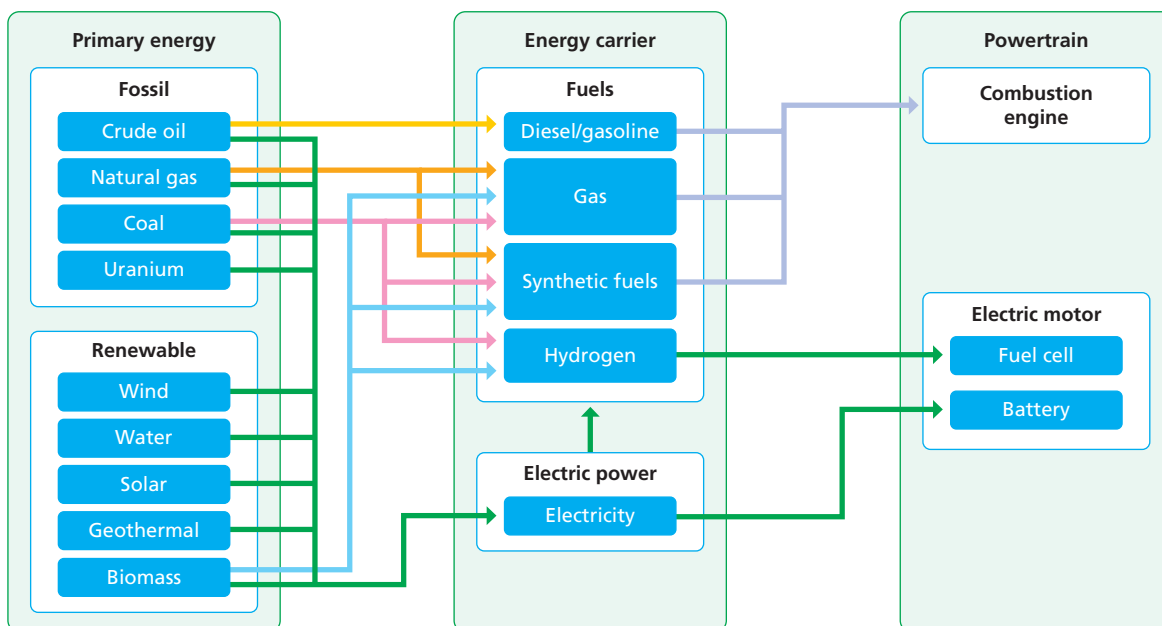 Primary energy
Fossil
Crude oil
Natural gas
Coal
Uranium
Renewable
Wind
Water
Solar
Geothermal
Biomass
Energy carrier
Fuels
Diesel/gasoline
Gas
Synthetic fuels
Hydrogen
Electric power
Electricity
Powertrain
Combustion
engine
Electric motor
Fuel cell
Battery